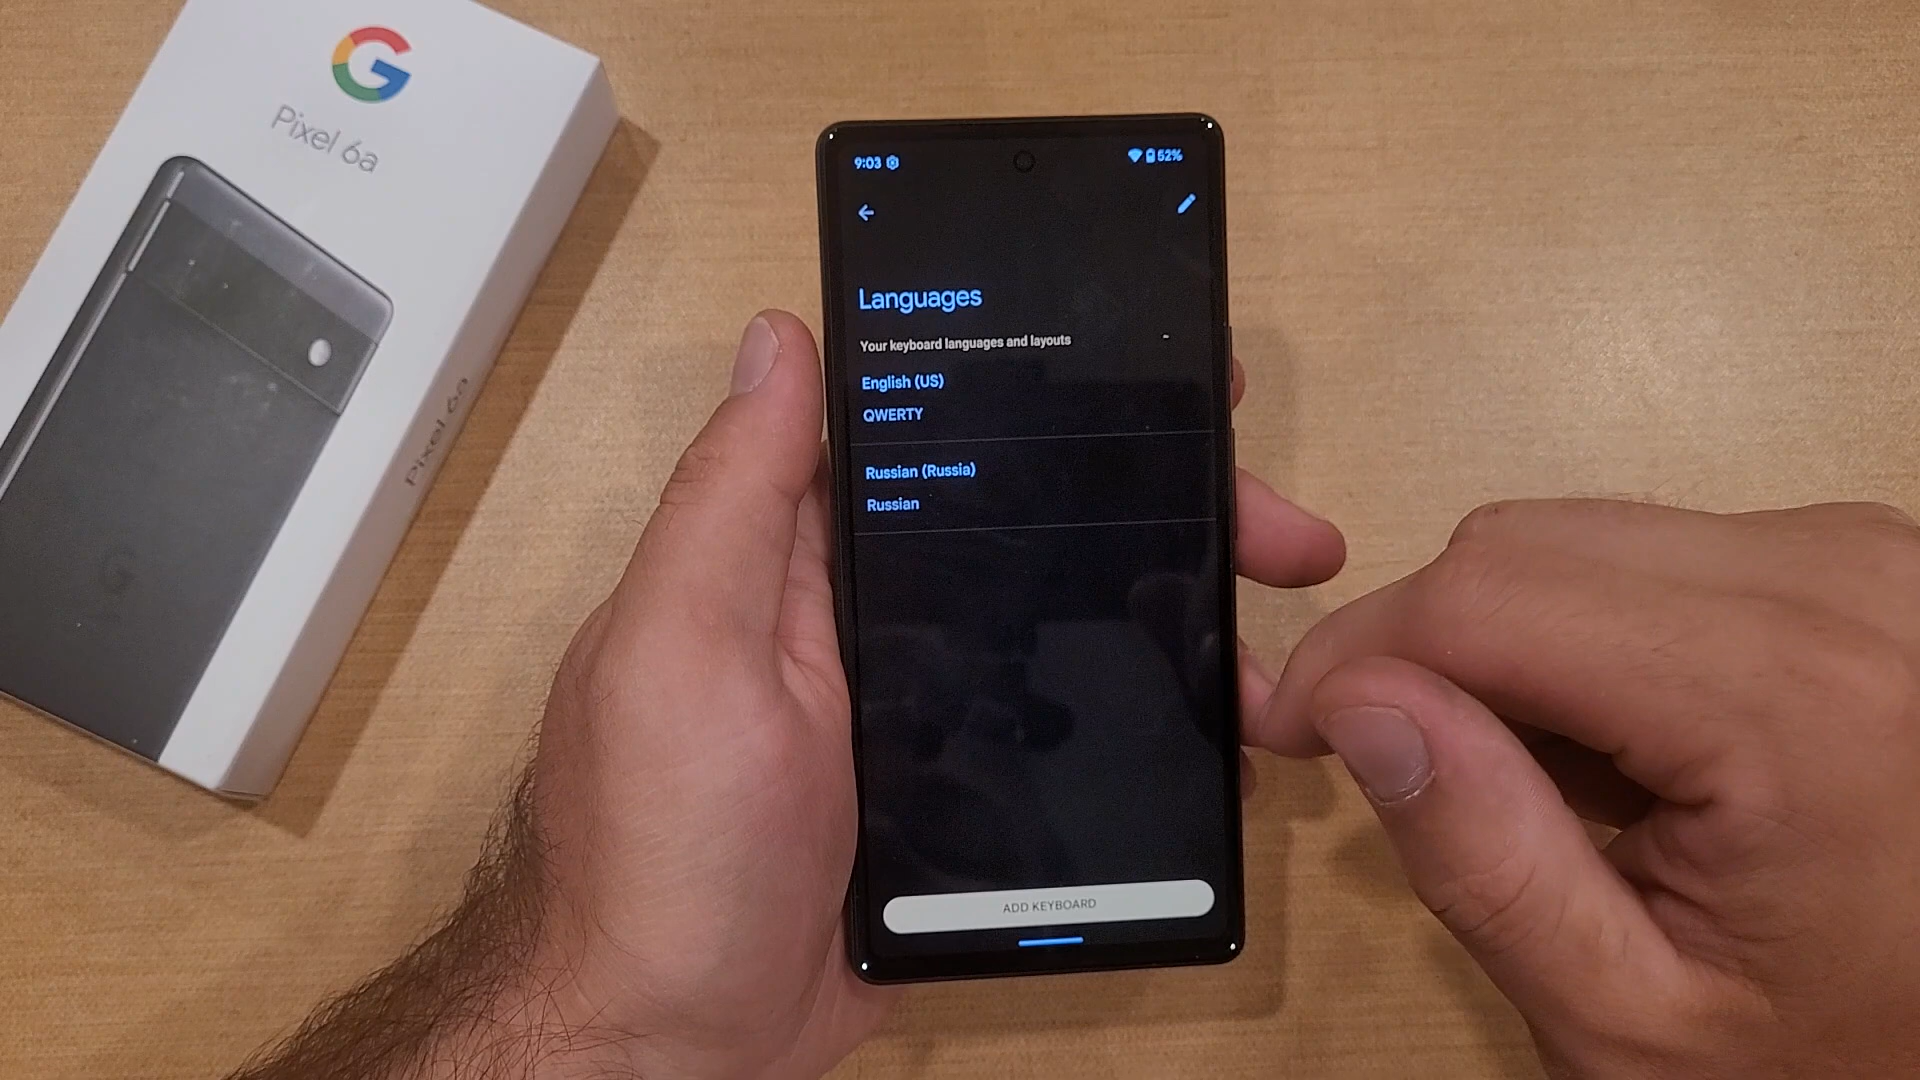 Pixel 6a
Pixel 6a
9:03
52%
Languages
Your keyboard languages and layouts
English (US)
QWERTY
Russian (Russia)
Russian
ADD KEYBOARD